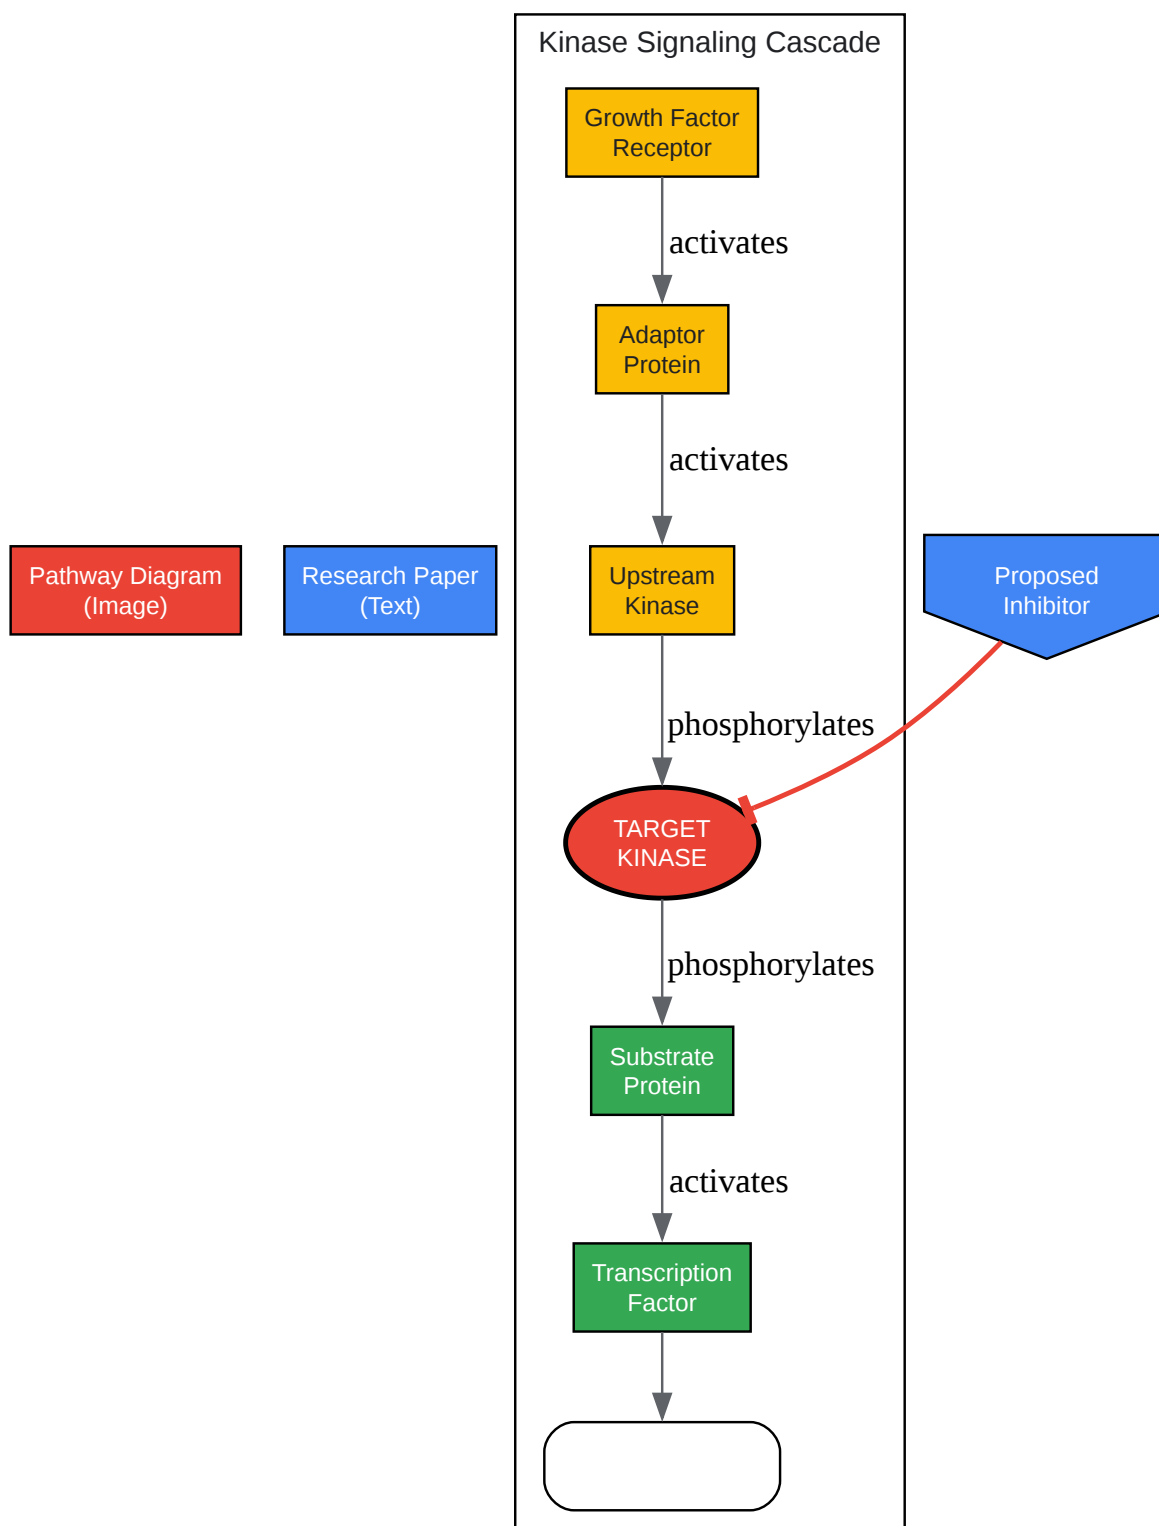 Kinase Signaling Cascade
Growth Factor
Receptor
activates
Adaptor
Protein
activates
Pathway Diagram
(Image)
Research Paper
(Text)
Upstream
Kinase
Proposed
Inhibitor
phosphorylates
TARGET
KINASE
phosphorylates
Substrate
Protein
activates
Transcription
Factor